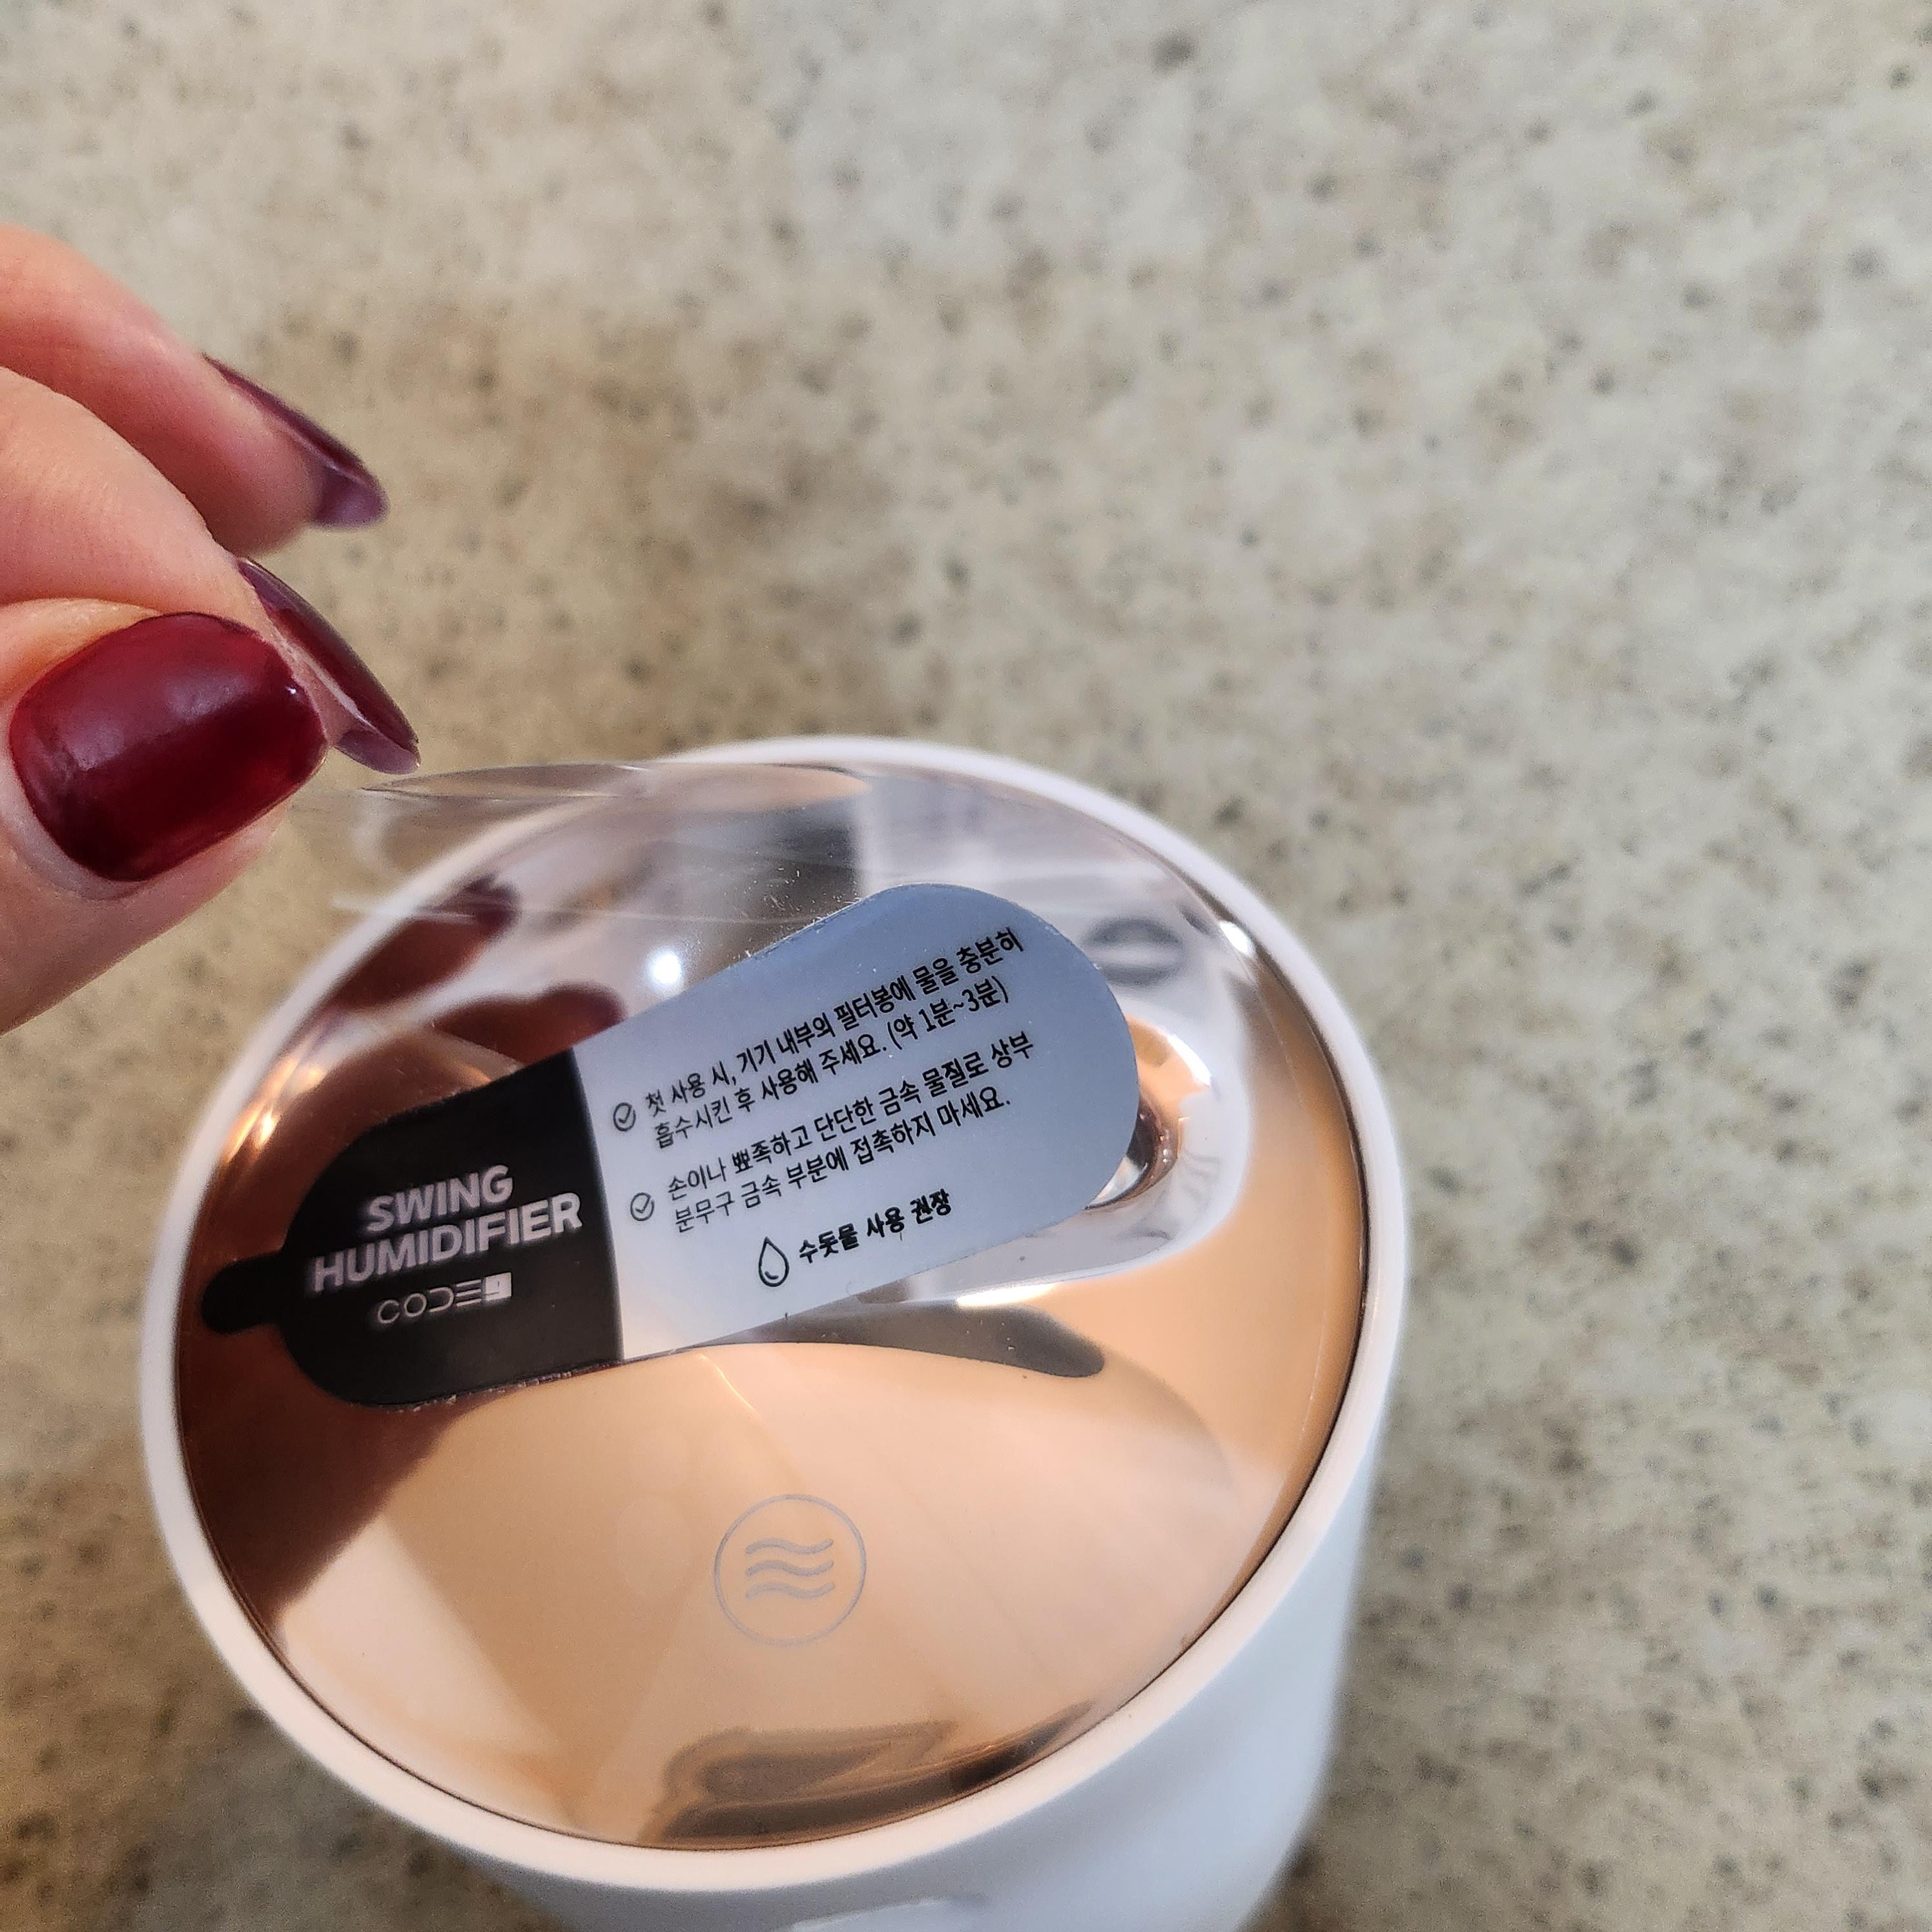 SWING
HUMIDIFIER
CODE9
첫 사용 시, 기기 내부의 필터봉에 물을 충분히
흡수시킨 후 사용해 주세요. (약 1분~3분)
손이나 뾰족하고 단단한 금속 물질로 상부
분무구 금속 부분에 접촉하지 마세요.
수돗물 사용 권장